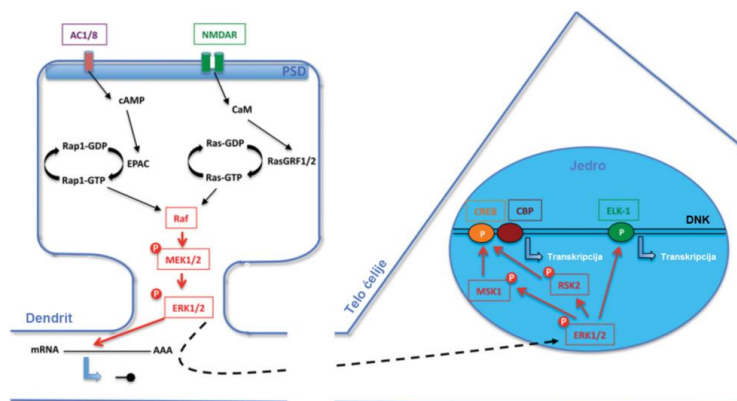 AC1/8
NMDAR
PSD
cAMP
CaM
Rap1-GDP
EPAC
Rap1-GTP
Ras-GDP
RasGRF1/2
Ras-GTP
Raf
P
MEK1/2
P
ERK1/2
Dendrit
mRNA
AAA
Telo ćelije
Jedro
CREB
CBP
ELK-1
DNK
P
P
Transkripcija
Transkripcija
MSK1
P
P
RSK2
P
ERK1/2